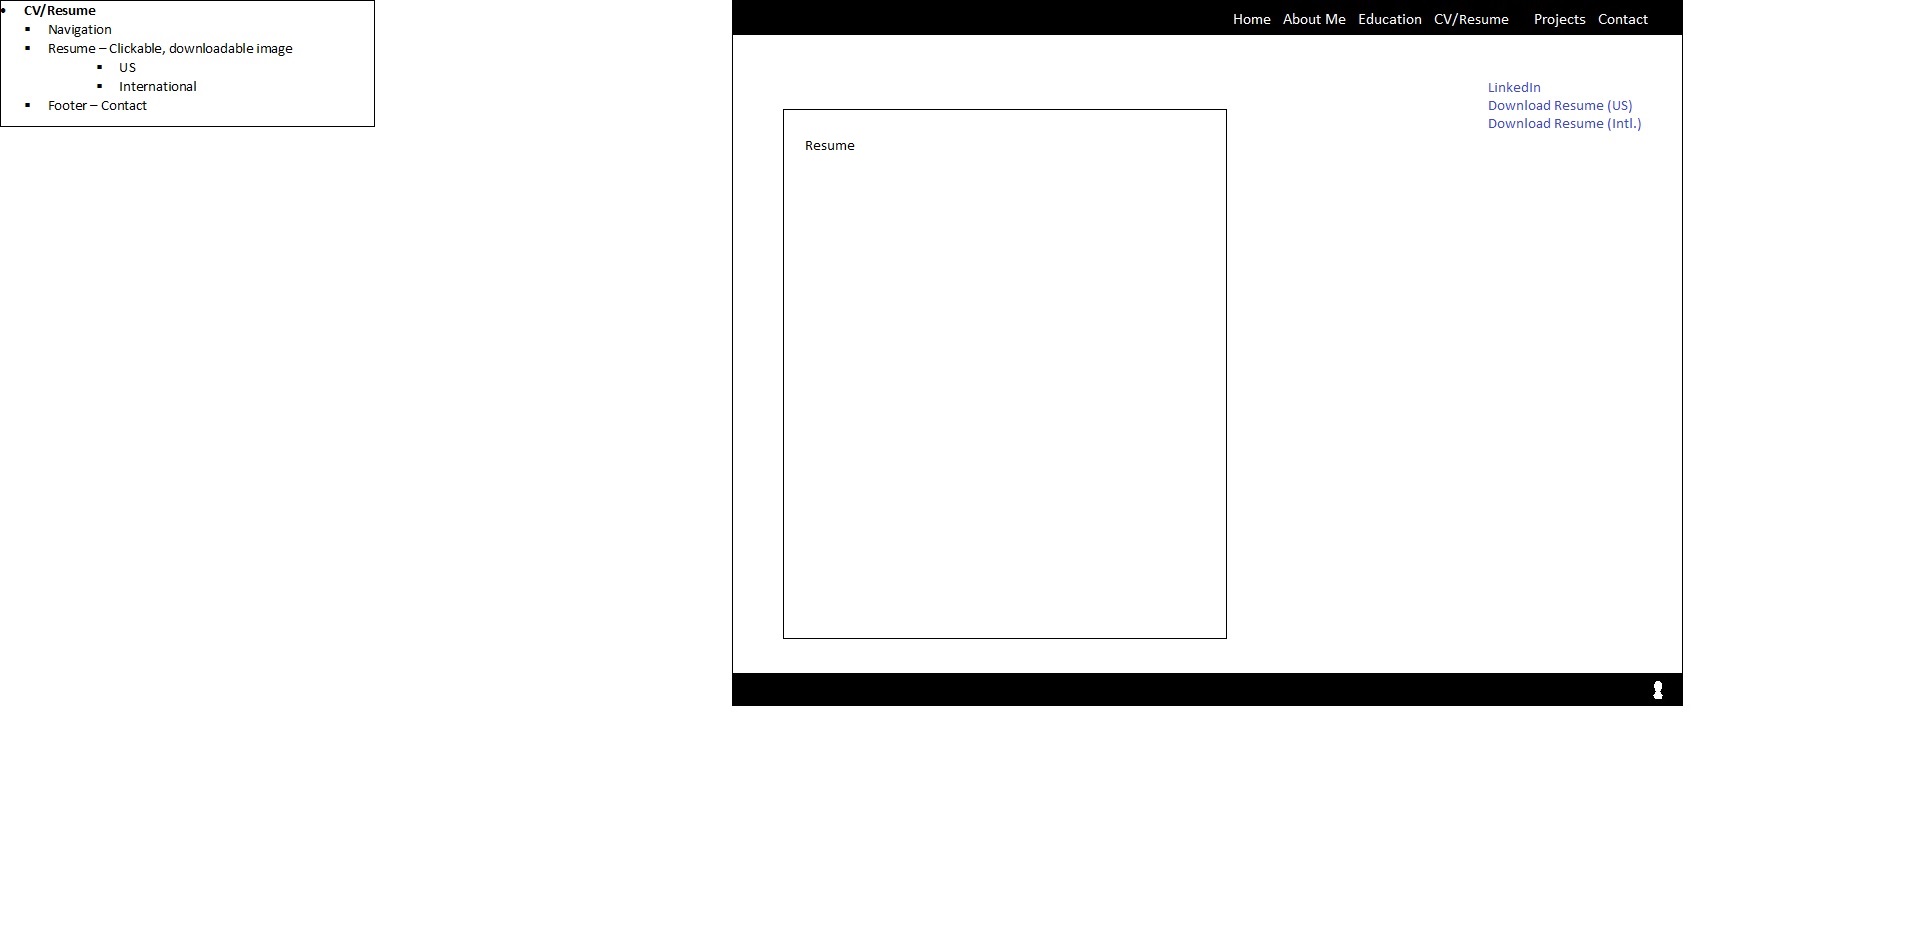 • CV/Resume
▪ Navigation
▪ Resume – Clickable, downloadable image
▪ US
▪ International
▪ Footer – Contact
Home About Me Education CV/Resume Projects Contact
LinkedIn
Download Resume (US)
Download Resume (Intl.)
Resume